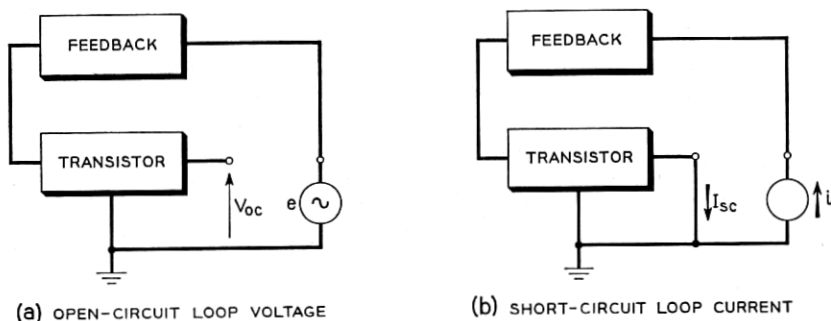 FEEDBACK
TRANSISTOR
Voc
e
(a) OPEN-CIRCUIT LOOP VOLTAGE
FEEDBACK
TRANSISTOR
Isc
i
(b) SHORT-CIRCUIT LOOP CURRENT